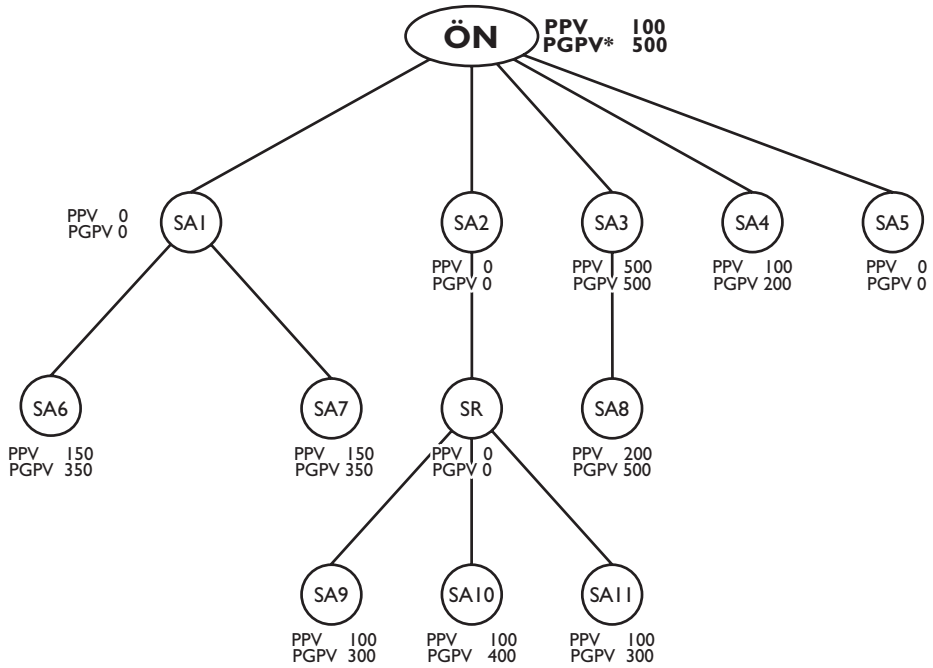 ÖN
PPV 100
PGPV* 500
PPV 0
PGPV 0
SA1
SA2
SA3
SA4
SA5
PPV 0
PGPV 0
PPV 500
PGPV 500
PPV 100
PGPV 200
PPV 0
PGPV 0
SA6
SA7
SR
SA8
PPV 150
PGPV 350
PPV 150
PGPV 350
PPV 0
PGPV 0
PPV 200
PGPV 500
SA9
SA10
SA11
PPV 100
PGPV 300
PPV 100
PGPV 400
PPV 100
PGPV 300